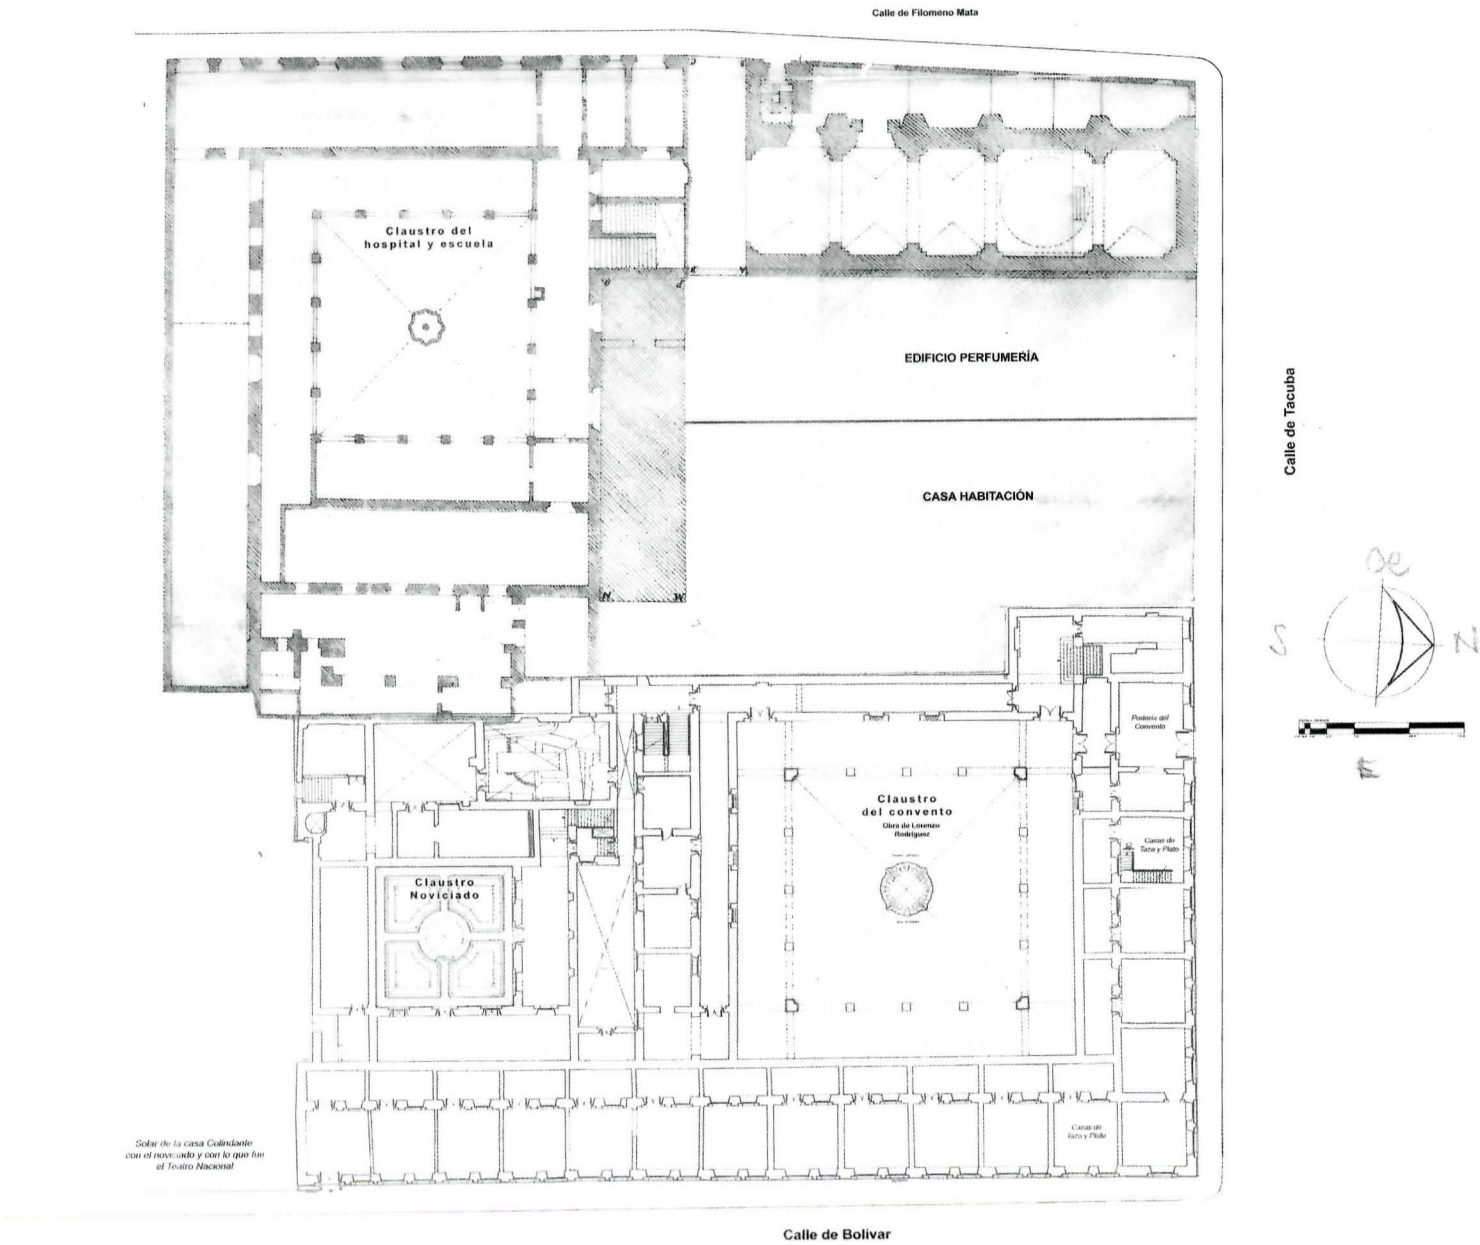 Calle de Filomeno Mata
Claustro del
hospital y escuela
EDIFICIO PERFUMERÍA
Calle de Tacuba
CASA HABITACIÓN
Oe
S
N
E
N
W
Portería del
Convento
Claustro
del convento
Obra de Lorenzo
Rodríguez
Casas de
Taza y Plato
Claustro
Noviciado
Casas de
Taza y Plato
Solar de la casa Colindante
con el noviciado y con lo que fue
el Teatro Nacional
Calle de Bolivar